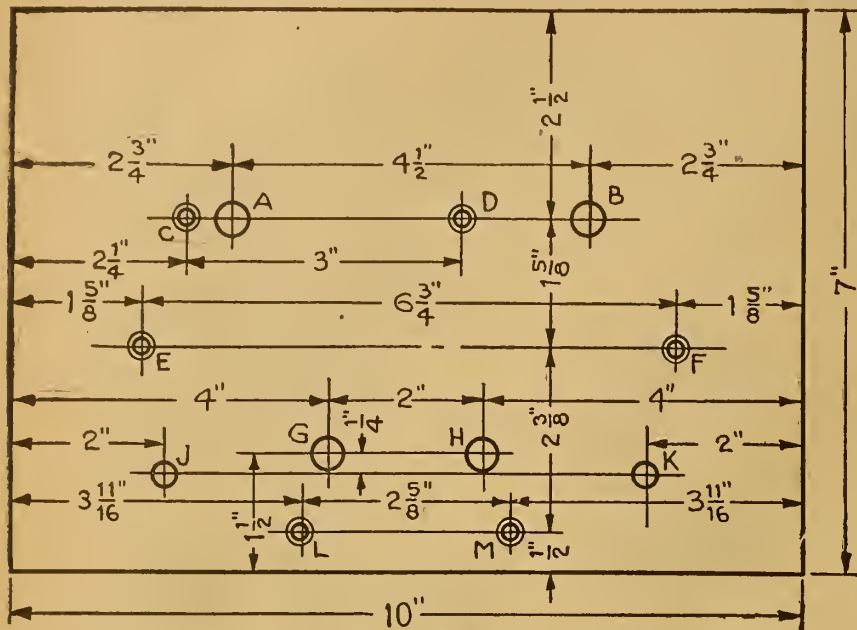 2 1/2"
2 3/4" 4 1/2" 2 3/4"
A B
C D
2 1/4" 3" 1 5/8"
7"
1 5/8" 6 3/4" 1 5/8"
E F
4" 2" 4"
1/4" 2 3/8"
2" G H 2"
J K
3 11/16" 2 5/8" 3 11/16"
1 1/2" L M 1/2"
10"